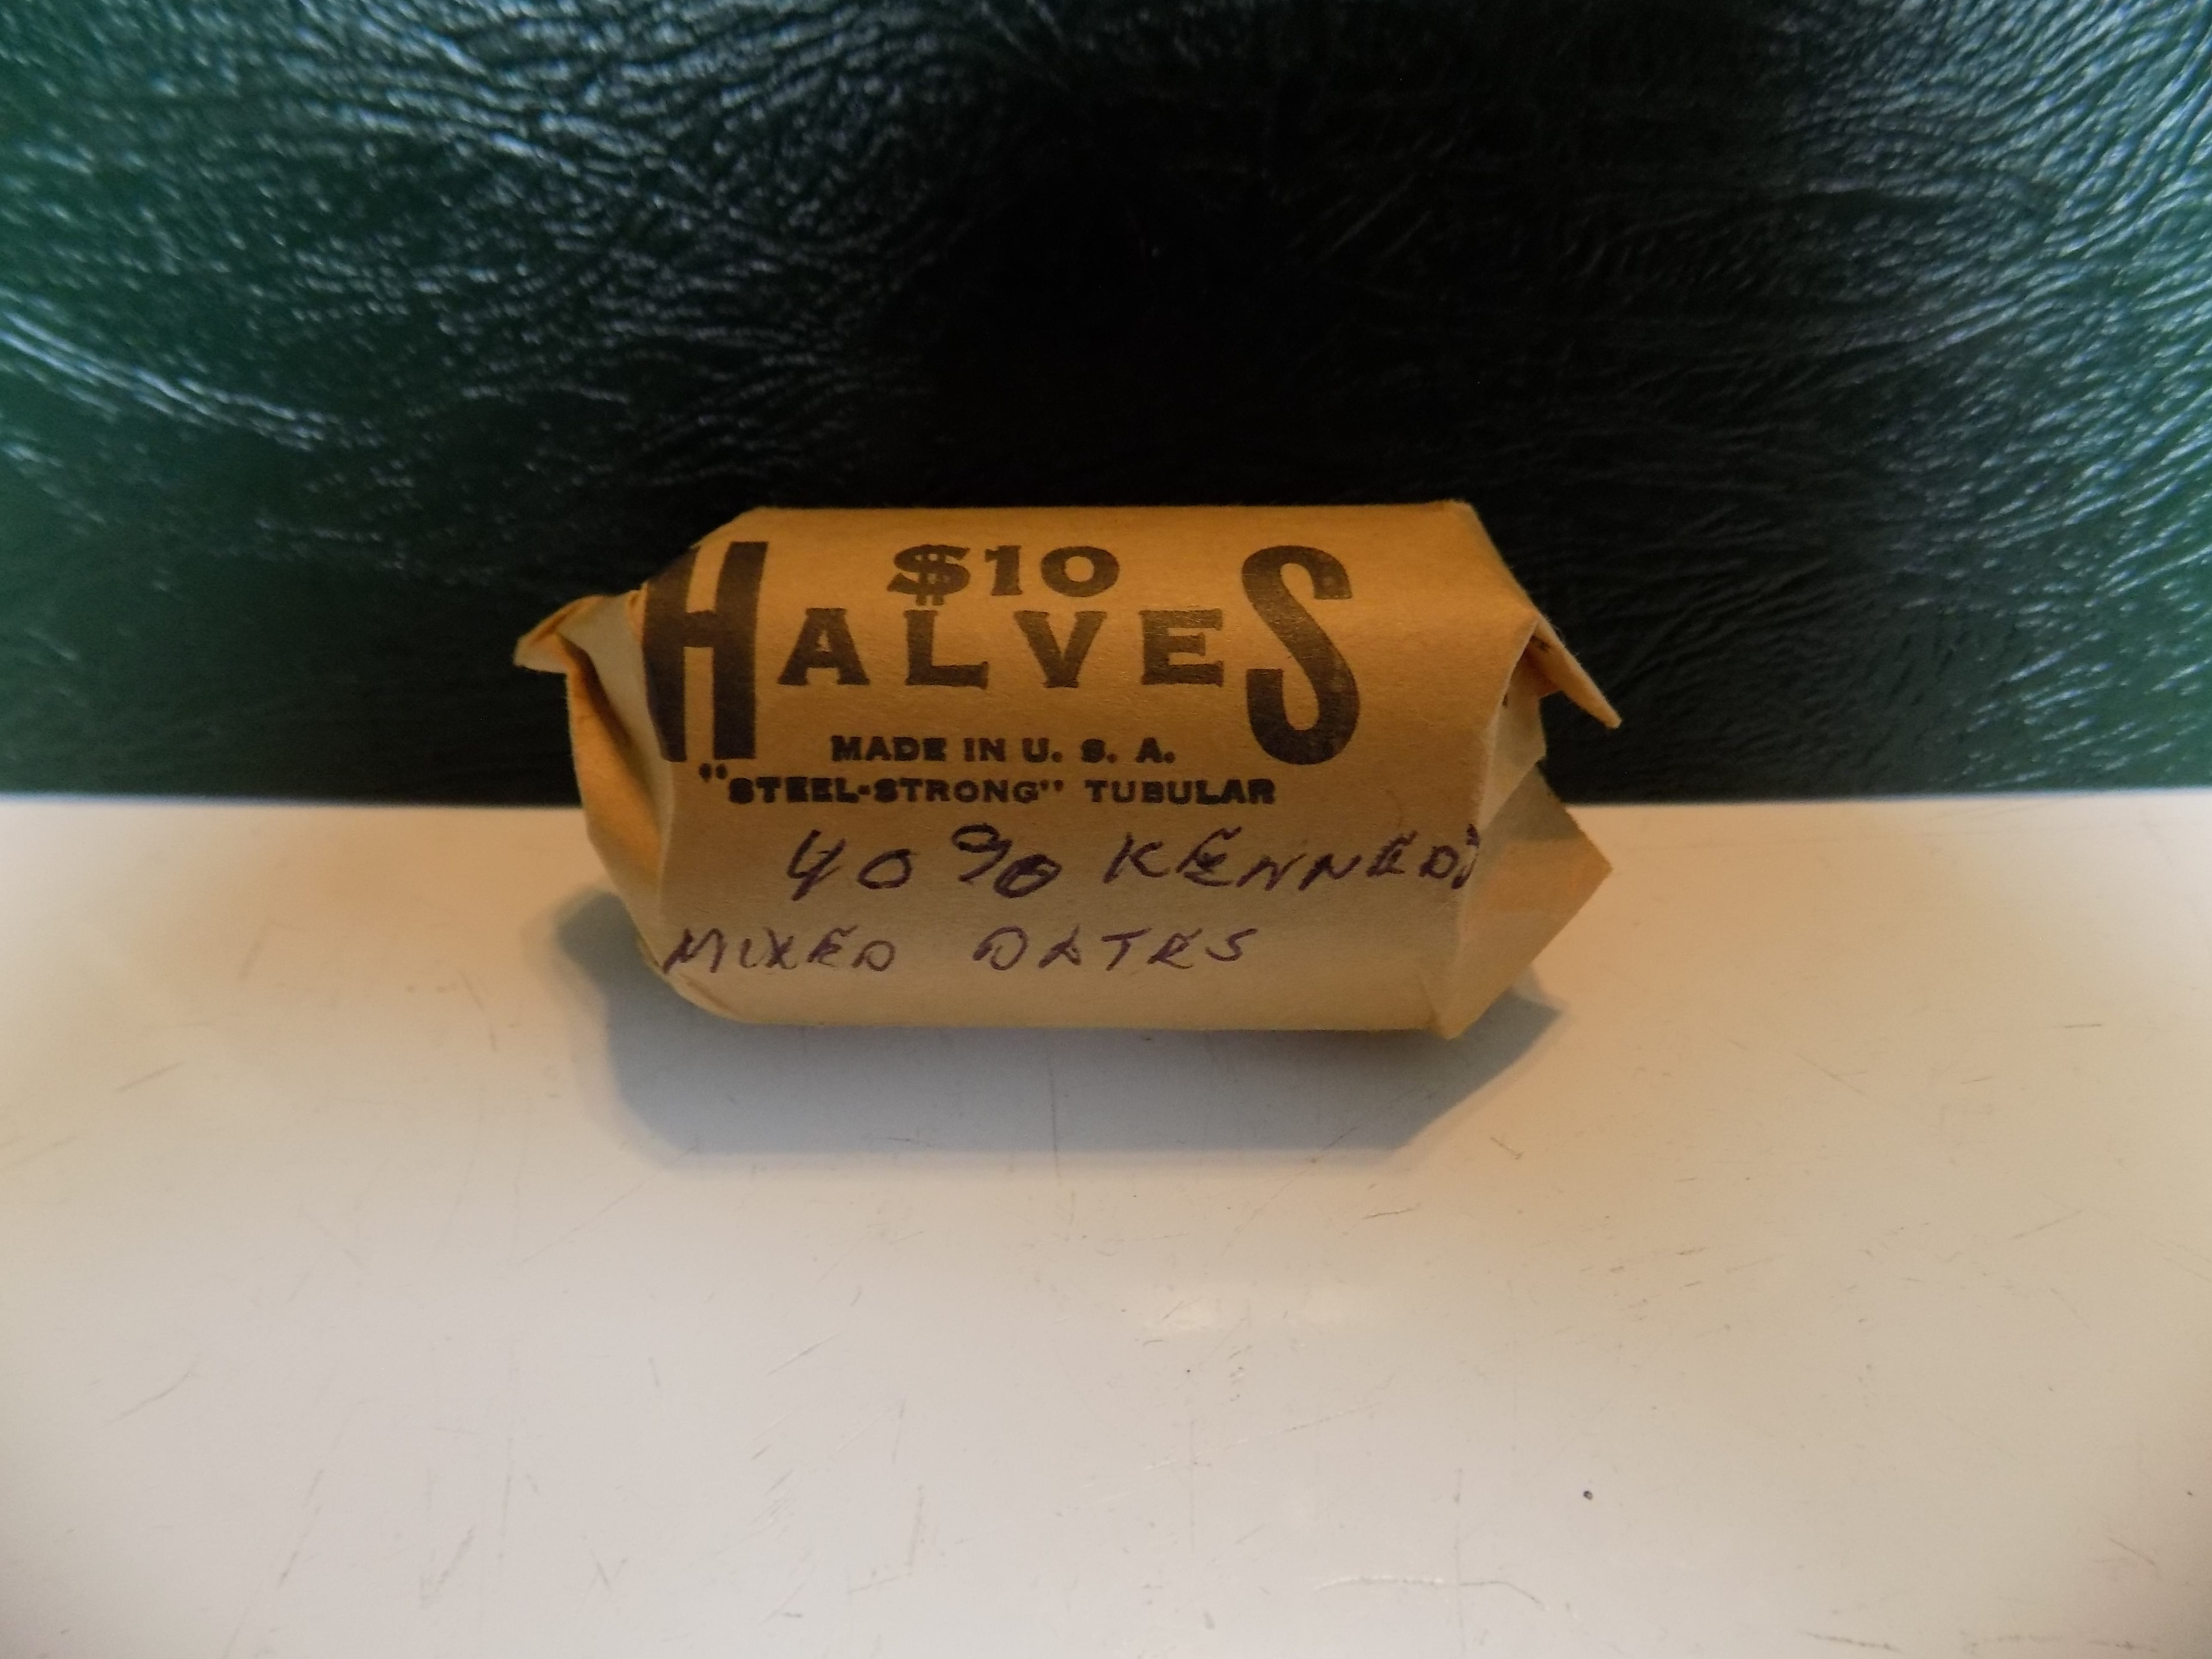 $10
HALVES
MADE IN U. S. A.
"STEEL-STRONG" TUBULAR
40% KENNEDY
MIXED DATES